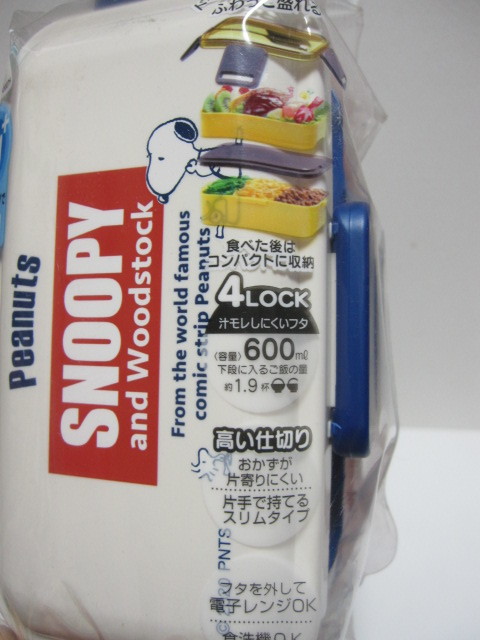 ふわっと盛れる
食べた後は
コンパクトに収納
4LOCK
汁モレしにくいフタ
〈容量〉600mℓ
下段に入るご飯の量
約1.9杯
高い仕切り
おかずが
片寄りにくい
片手で持てる
スリムタイプ
フタを外して
電子レンジOK
食洗機OK
Peanuts
SNOOPY
and Woodstock
From the world famous
comic strip Peanuts
PNTS